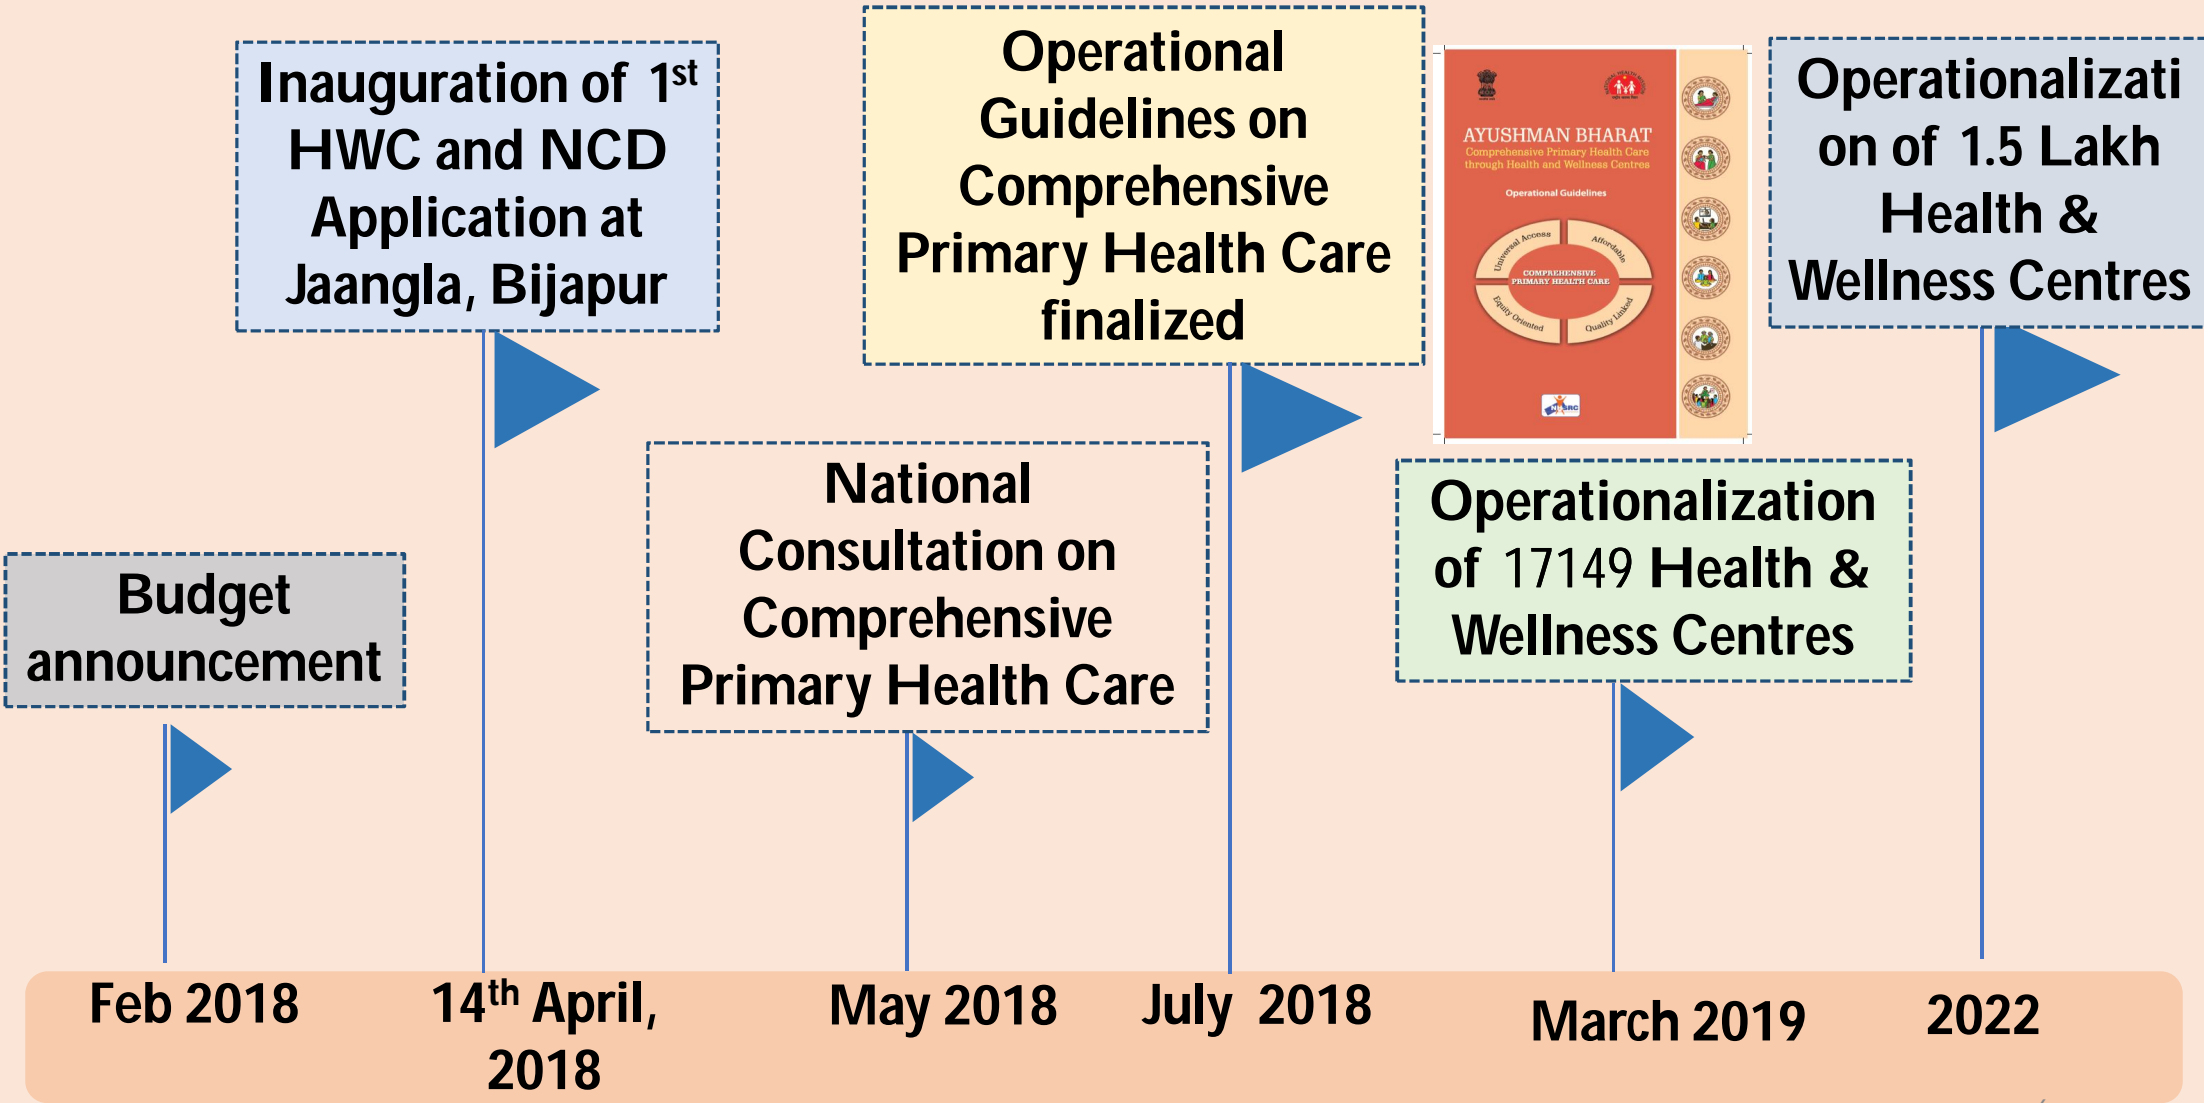 Inauguration of 1st
HWC and NCD
Application at
Jaangla, Bijapur
Operational
Guidelines on
Comprehensive
Primary Health Care
finalized
AYUSHMAN BHARAT
Comprehensive Primary Health Care
through Health and Wellness Centres
Operational Guidelines
Universal Access
Affordable
COMPREHENSIVE
PRIMARY HEALTH CARE
Equity Oriented
Quality Linked
Operationalizati
on of 1.5 Lakh
Health &
Wellness Centres
Budget
announcement
National
Consultation on
Comprehensive
Primary Health Care
Operationalization
of 17149 Health &
Wellness Centres
Feb 2018
14th April,
2018
May 2018
July 2018
March 2019
2022